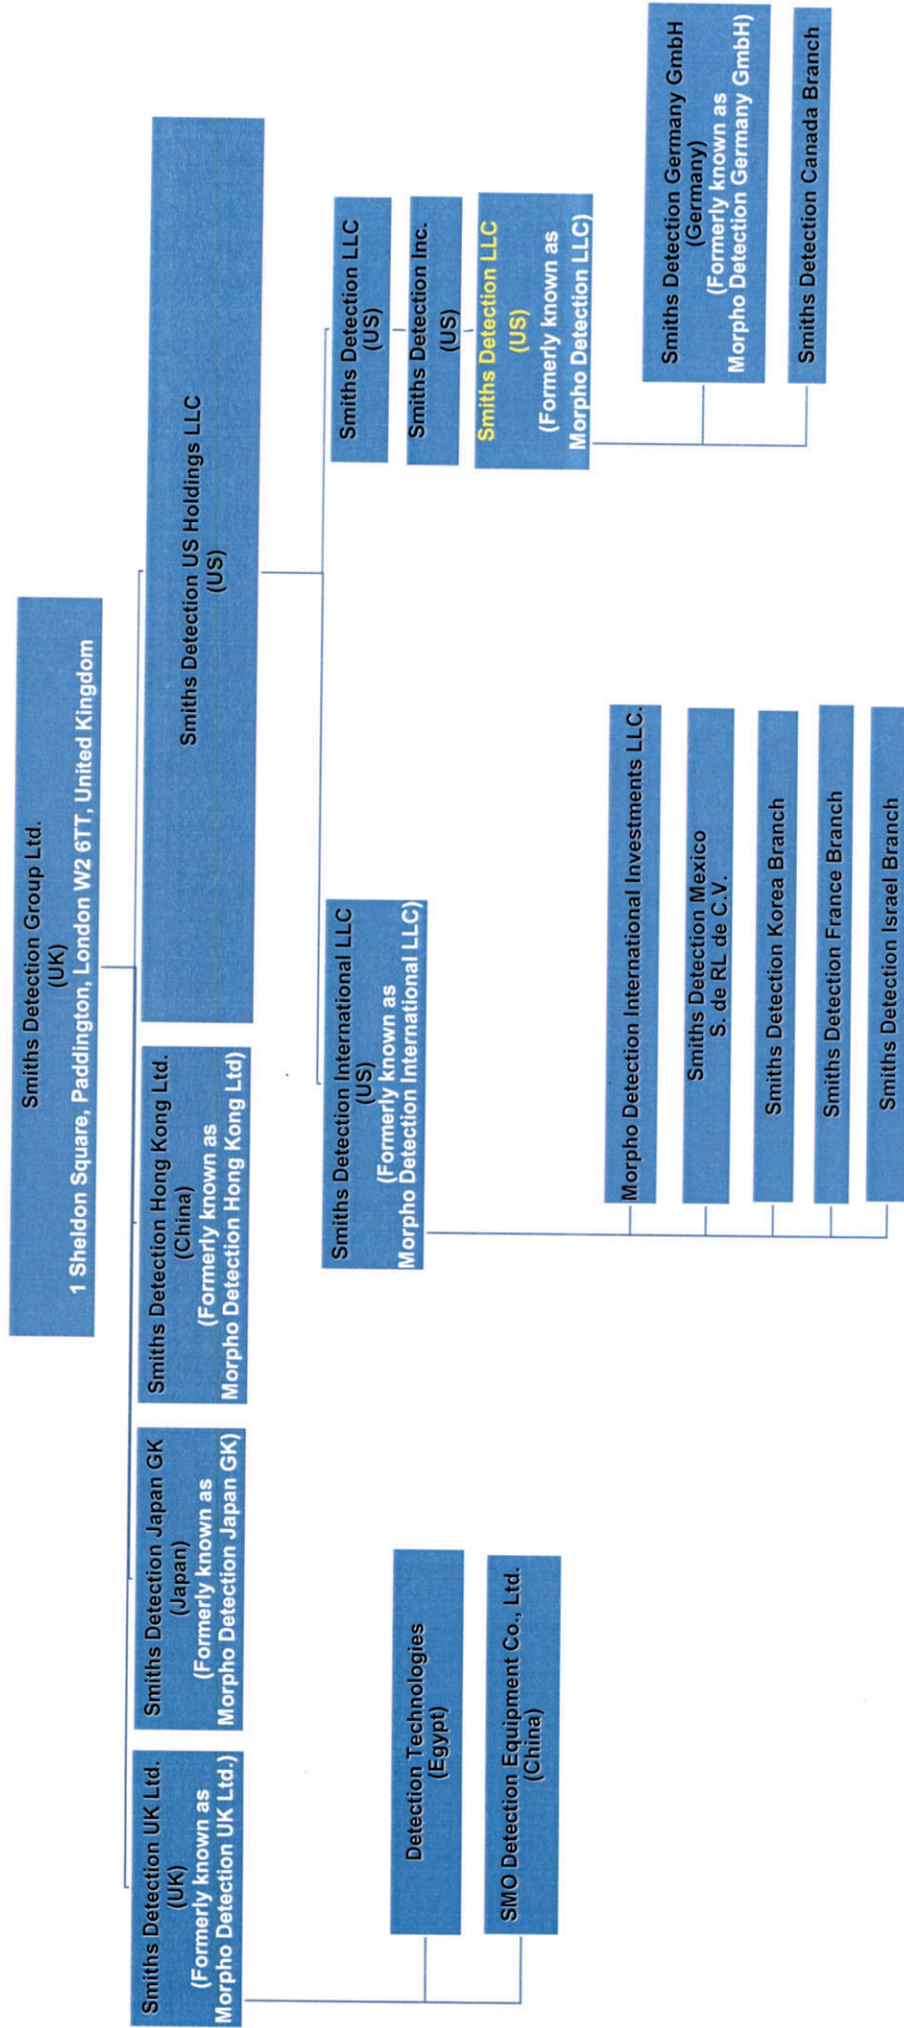 Smiths Detection Group Ltd.
(UK)
1 Sheldon Square, Paddington, London W2 6TT, United Kingdom
Smiths Detection UK Ltd.
(UK)
(Formerly known as
Morpho Detection UK Ltd.)
Smiths Detection Japan GK
(Japan)
(Formerly known as
Morpho Detection Japan GK)
Smiths Detection Hong Kong Ltd.
(China)
(Formerly known as
Morpho Detection Hong Kong Ltd)
Smiths Detection US Holdings LLC
(US)
Detection Technologies
(Egypt)
SMO Detection Equipment Co., Ltd.
(China)
Smiths Detection International LLC
(US)
(Formerly known as
Morpho Detection International LLC)
Morpho Detection International Investments LLC.
Smiths Detection Mexico
S. de RL de C.V.
Smiths Detection Korea Branch
Smiths Detection France Branch
Smiths Detection Israel Branch
Smiths Detection LLC
(US)
Smiths Detection Inc.
(US)
Smiths Detection LLC
(US)
(Formerly known as
Morpho Detection LLC)
Smiths Detection Germany GmbH
(Germany)
(Formerly known as
Morpho Detection Germany GmbH)
Smiths Detection Canada Branch